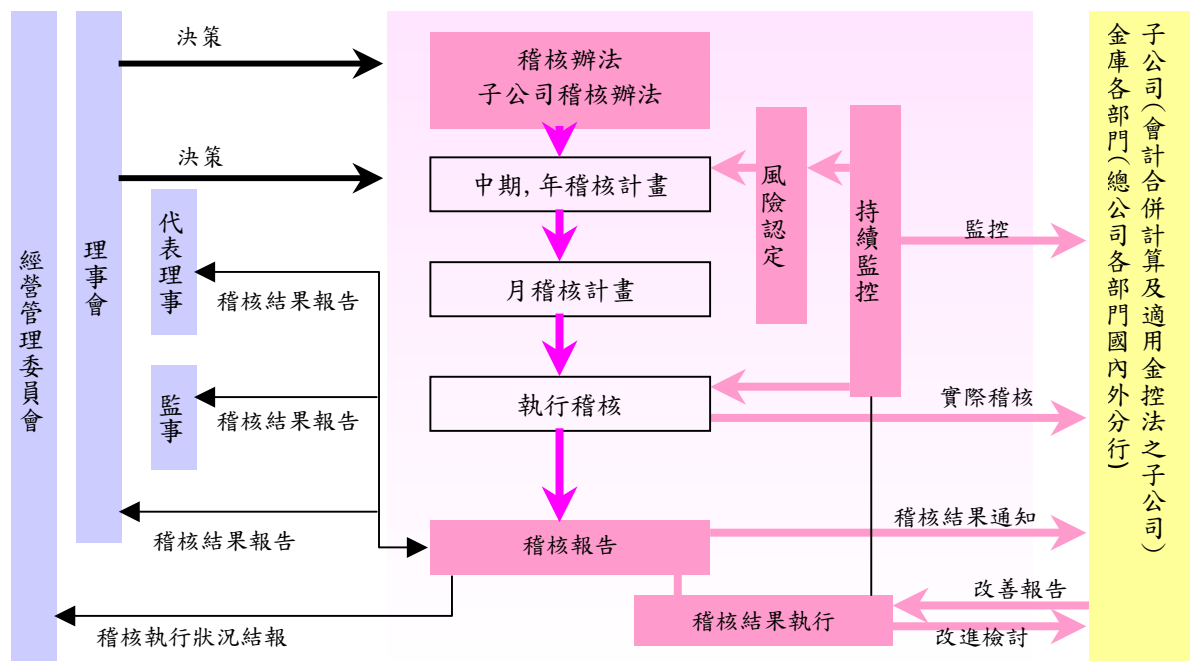 經營管理委員會
理事會
決策
決策
代表理事
稽核結果報告
監事
稽核結果報告
稽核結果報告
稽核執行狀況結報
稽核辦法
子公司稽核辦法
中期,年稽核計畫
月稽核計畫
執行稽核
稽核報告
稽核結果執行
風險認定
持續監控
監控
實際稽核
稽核結果通知
改善報告
改進檢討
子公司(會計合併計算及適用金控法之子公司)
金庫各部門(總公司各部門國內外分行)